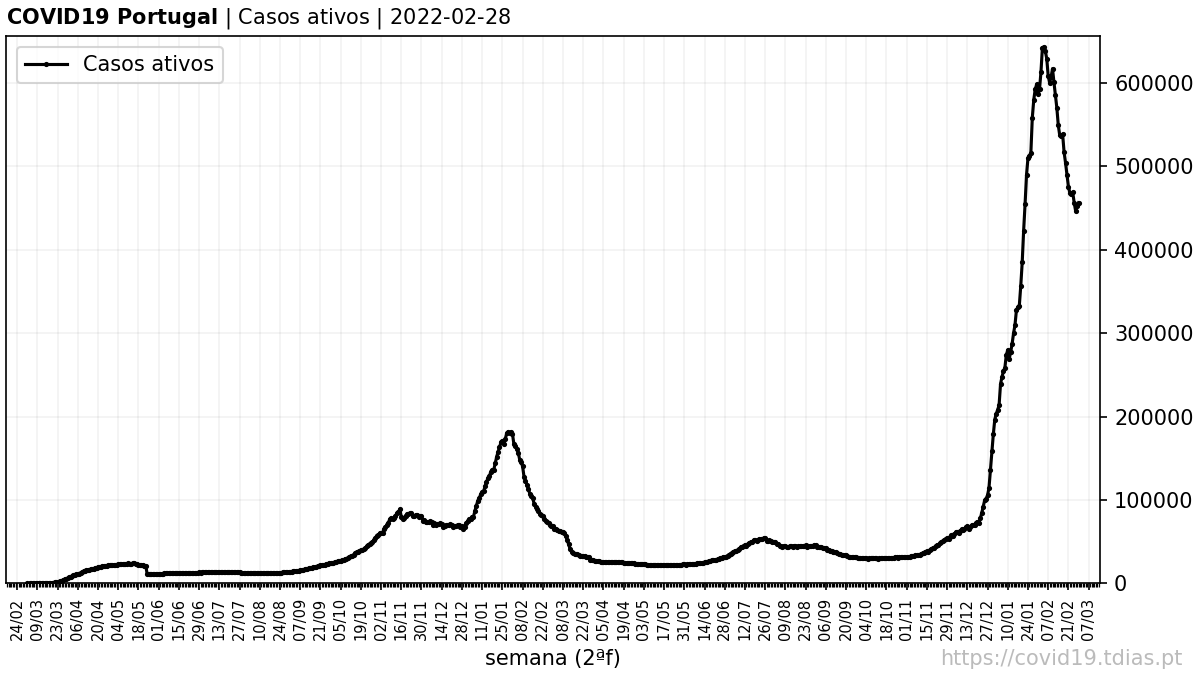 COVID19 Portugal | Casos ativos | 2022-02-28
Casos ativos
600000
500000
400000
300000
200000
100000
0
24/02 09/03 23/03 06/04 20/04 04/05 18/05 01/06 15/06 29/06 13/07 27/07 10/08 24/08 07/09 21/09 05/10 19/10 02/11 16/11 30/11 14/12 28/12 11/01 25/01 08/02 22/02 08/03 22/03 05/04 19/04 03/05 17/05 31/05 14/06 28/06 12/07 26/07 09/08 23/08 06/09 20/09 04/10 18/10 01/11 15/11 29/11 13/12 27/12 10/01 24/01 07/02 21/02 07/03
semana (2ªf)
https://covid19.tdias.pt